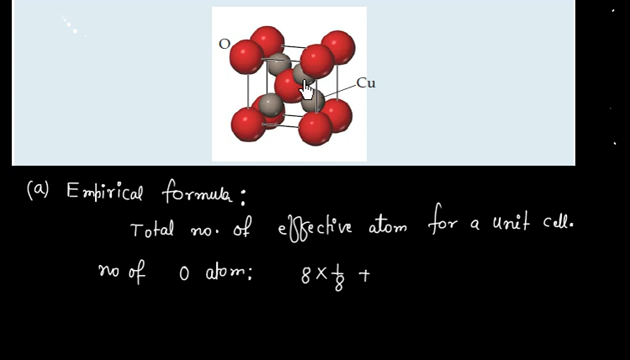 O
Cu
(a) Empirical formula:
Total no. of effective atom for a unit cell.
no of O atom: 8 × 1/8 +